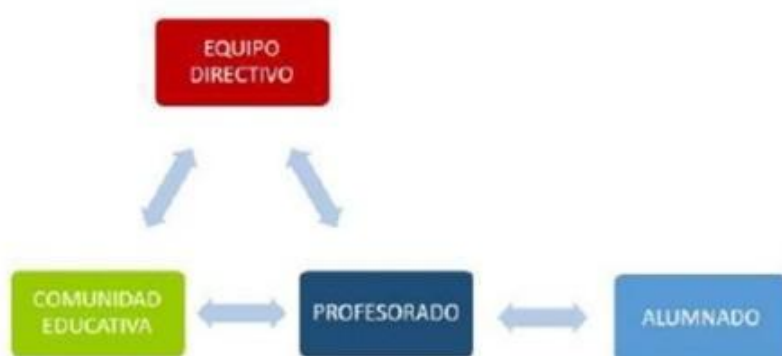 EQUIPO
DIRECTIVO
COMUNIDAD
EDUCATIVA
PROFESORADO
ALUMNADO